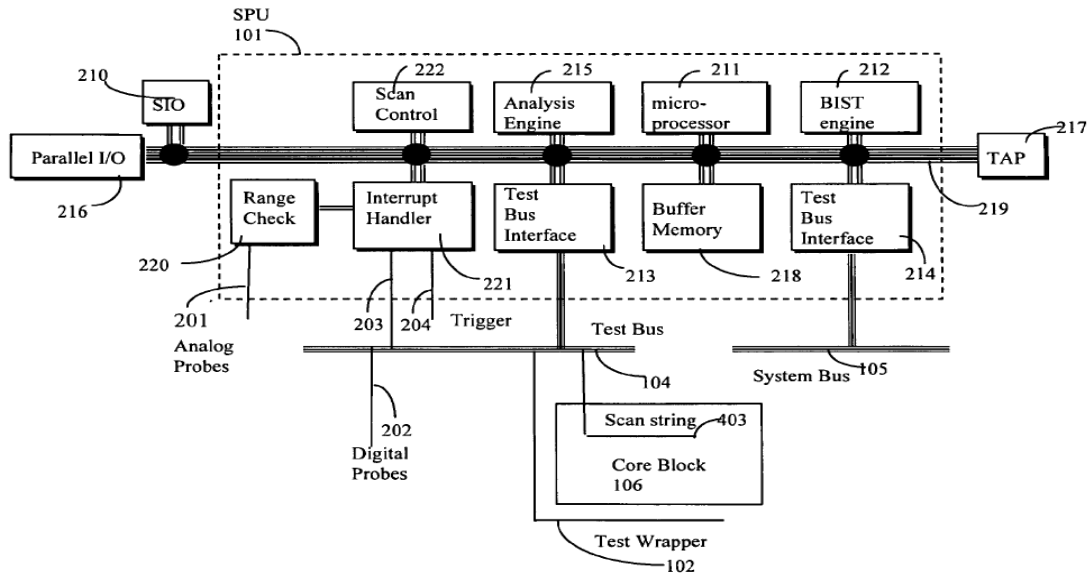 SPU
101
210
SIO
222
Scan
Control
215
Analysis
Engine
211
micro-
processor
212
BIST
engine
217
TAP
Parallel I/O
216
219
Range
Check
220
Interrupt
Handler
221
Test
Bus
Interface
213
Buffer
Memory
218
Test
Bus
Interface
214
201
Analog
Probes
203
204
Trigger
Test Bus
104
System Bus
105
202
Digital
Probes
Scan string
403
Core Block
106
Test Wrapper
102